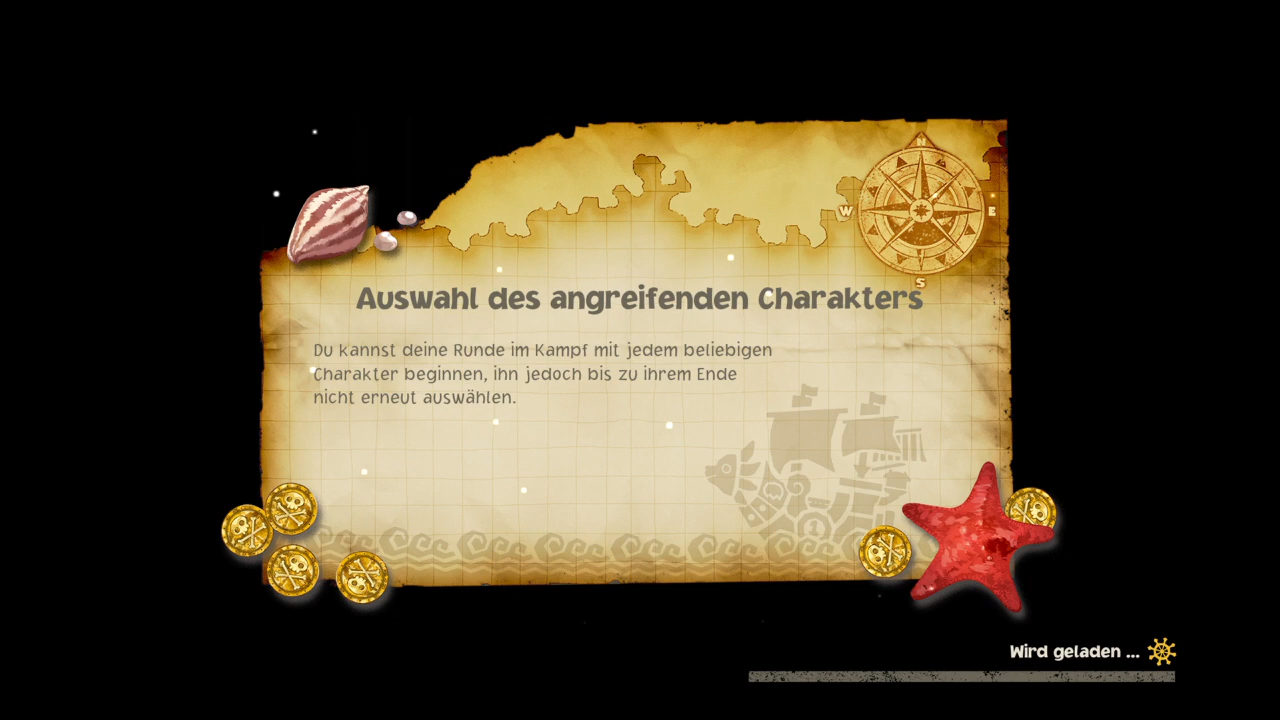 N
W
E
S
Auswahl des angreifenden Charakters
Du kannst deine Runde im Kampf mit jedem beliebigen
Charakter beginnen, ihn jedoch bis zu ihrem Ende
nicht erneut auswählen.
Wird geladen ...